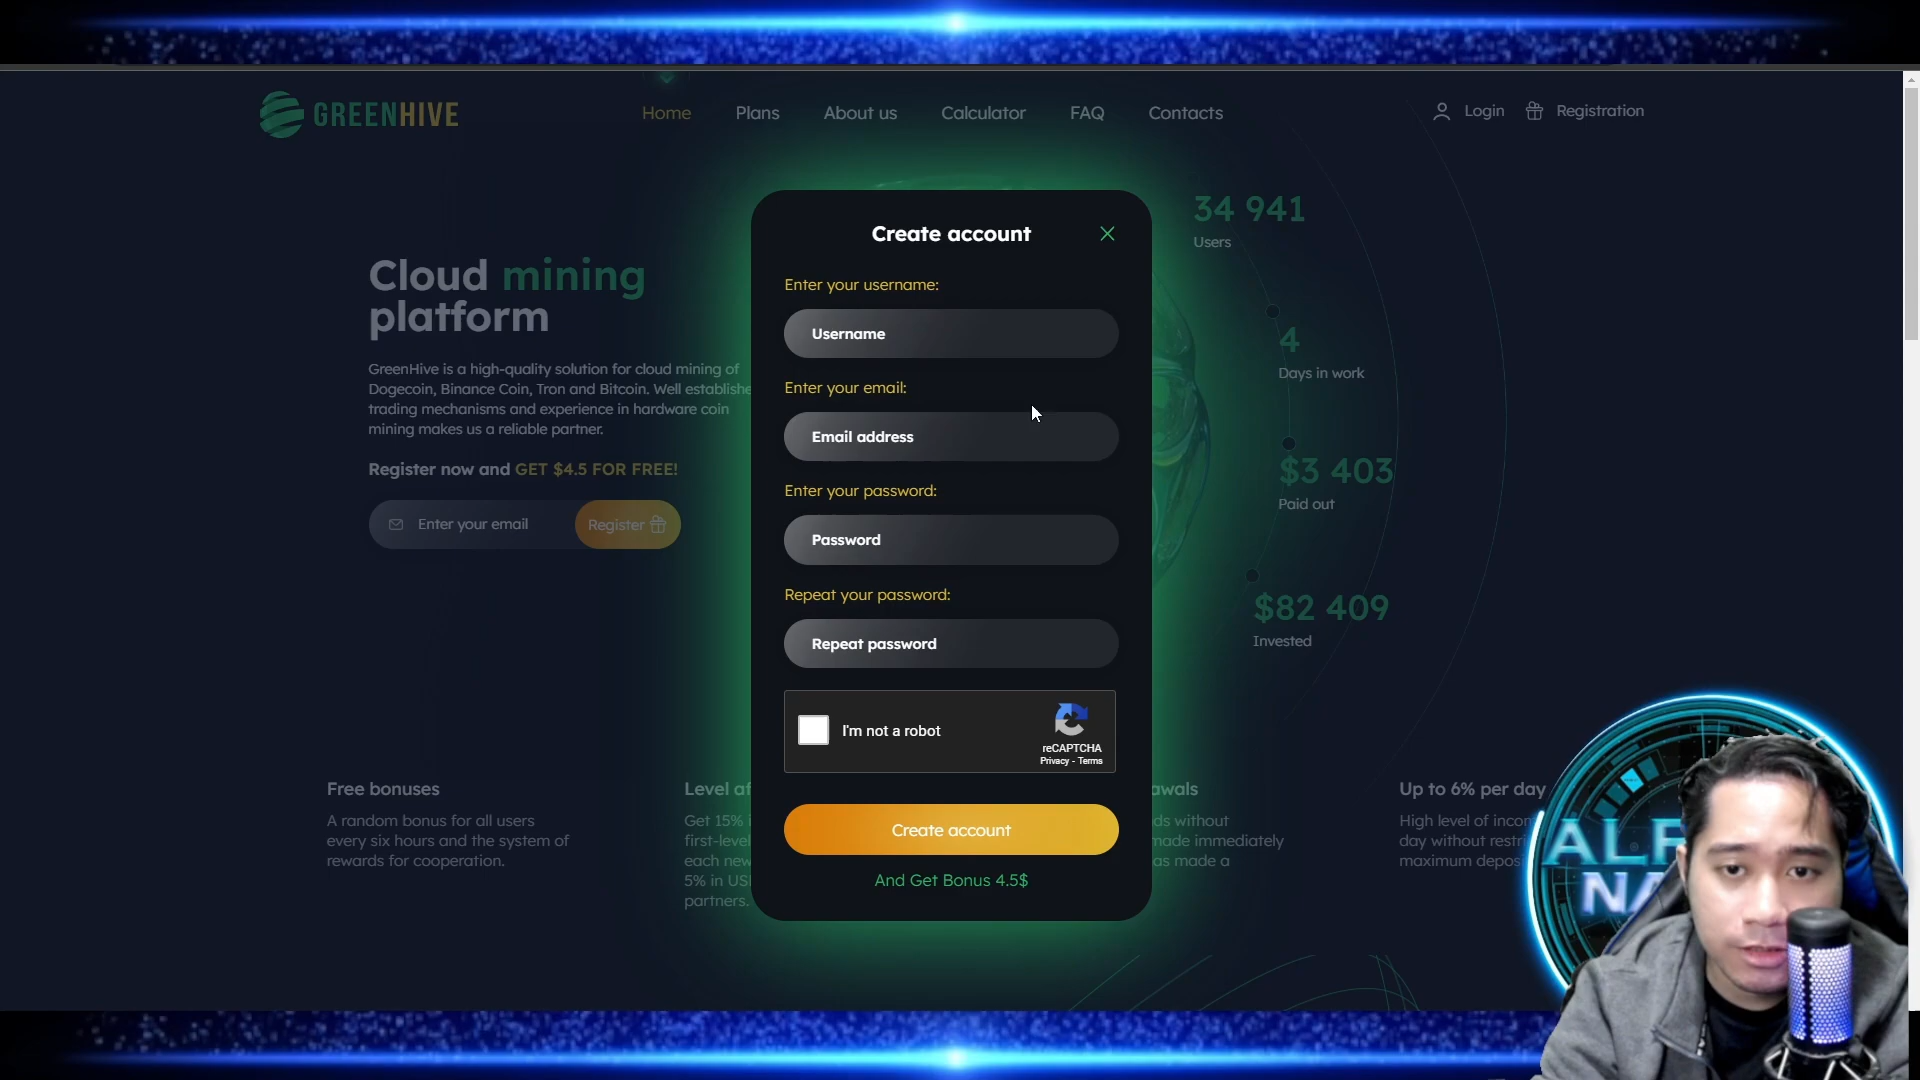 GREENHIVE
Home
Plans
About us
Calculator
FAQ
Contacts
Login
Registration
Cloud mining
platform
GreenHive is a high-quality solution for cloud mining of
Dogecoin, Binance Coin, Tron and Bitcoin. Well establishe
trading mechanisms and experience in hardware coin
mining makes us a reliable partner.
Register now and GET $4.5 FOR FREE!
Enter your email
Register
Create account
Enter your username:
Username
Enter your email:
Email address
Enter your password:
Password
Repeat your password:
Repeat password
I'm not a robot
reCAPTCHA
Privacy - Terms
Create account
And Get Bonus 4.5$
34 941
Users
4
Days in work
$3 403
Paid out
$82 409
Invested
Free bonuses
A random bonus for all users
every six hours and the system of
rewards for cooperation.
Level af
Get 15% i
first-level
each new
5% in US
partners.
awals
ds without
made immediately
as made a
Up to 6% per day
High level of incom
day without restri
maximum depos
ALF
NA